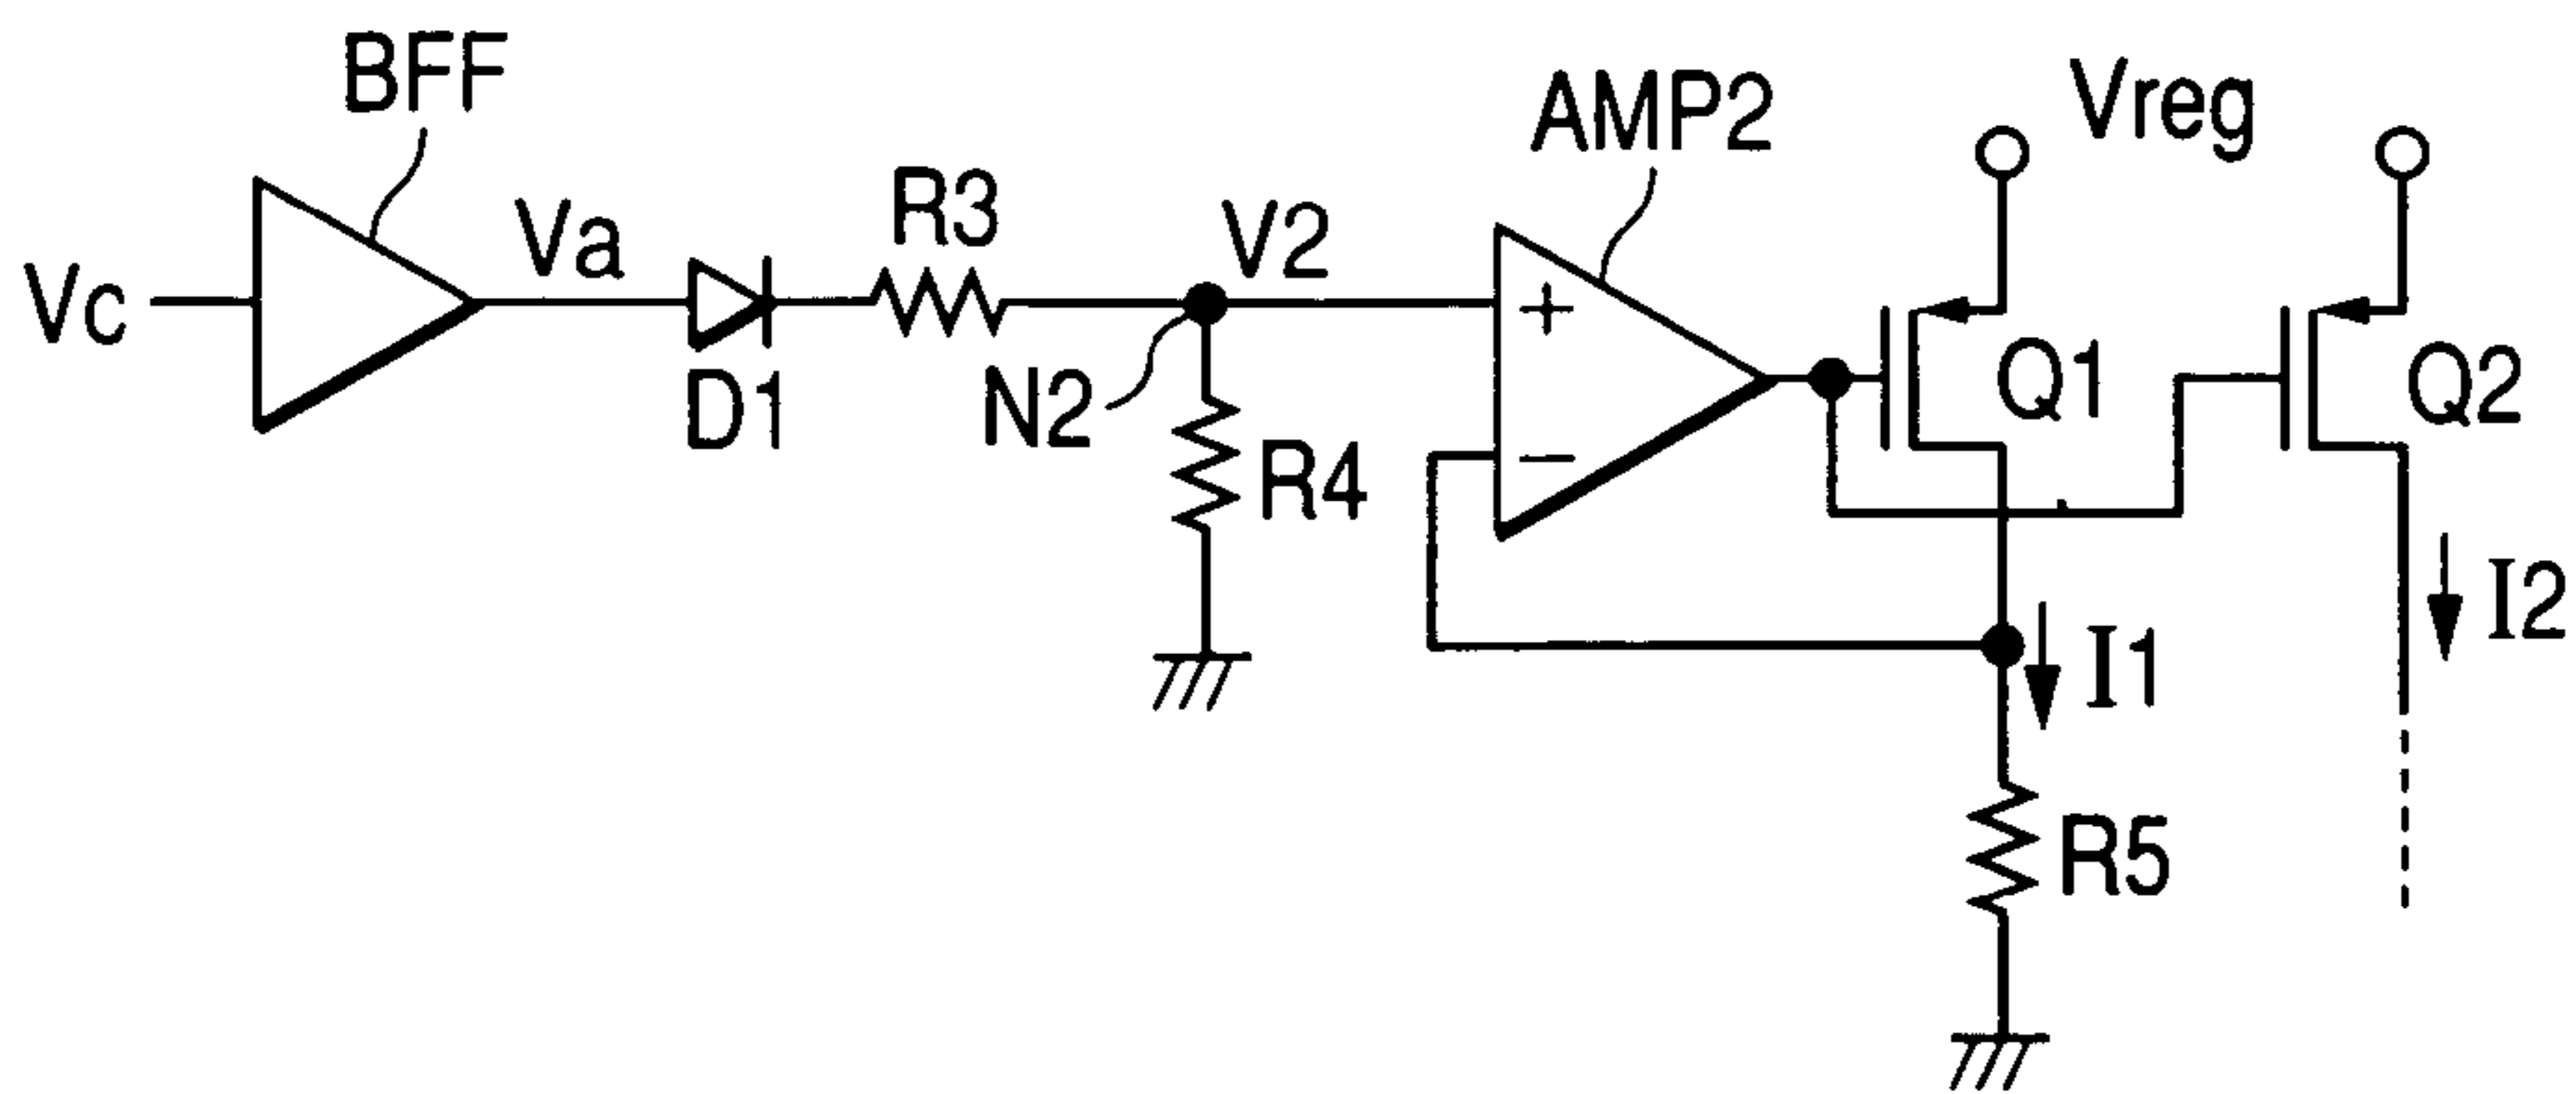 BFF
AMP2
Vreg
Vc
Va
R3
V2
+
Q1
Q2
D1
N2
R4
−
I1
I2
R5